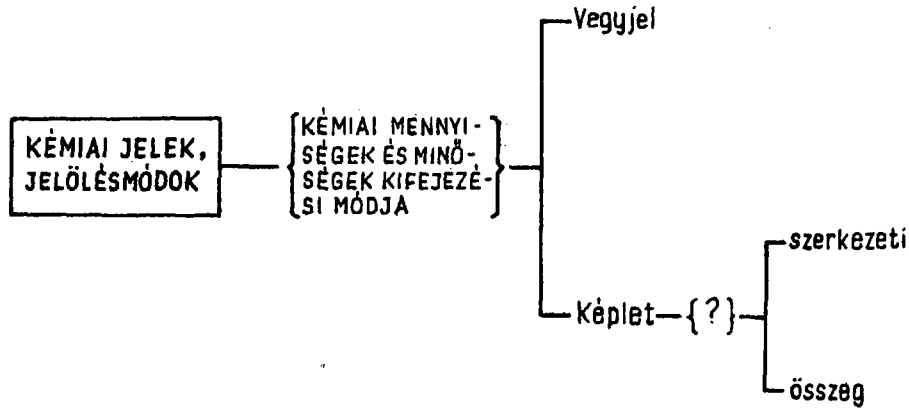 Vegyjel
KÉMIAI JELEK,
JELÖLÉSMÓDOK
{KÉMIAI MENNYI-
SÉGEK ÉS MINŐ-
SÉGEK KIFEJEZÉ-
SI MÓDJA}
szerkezeti
Képlet
{?}
összeg